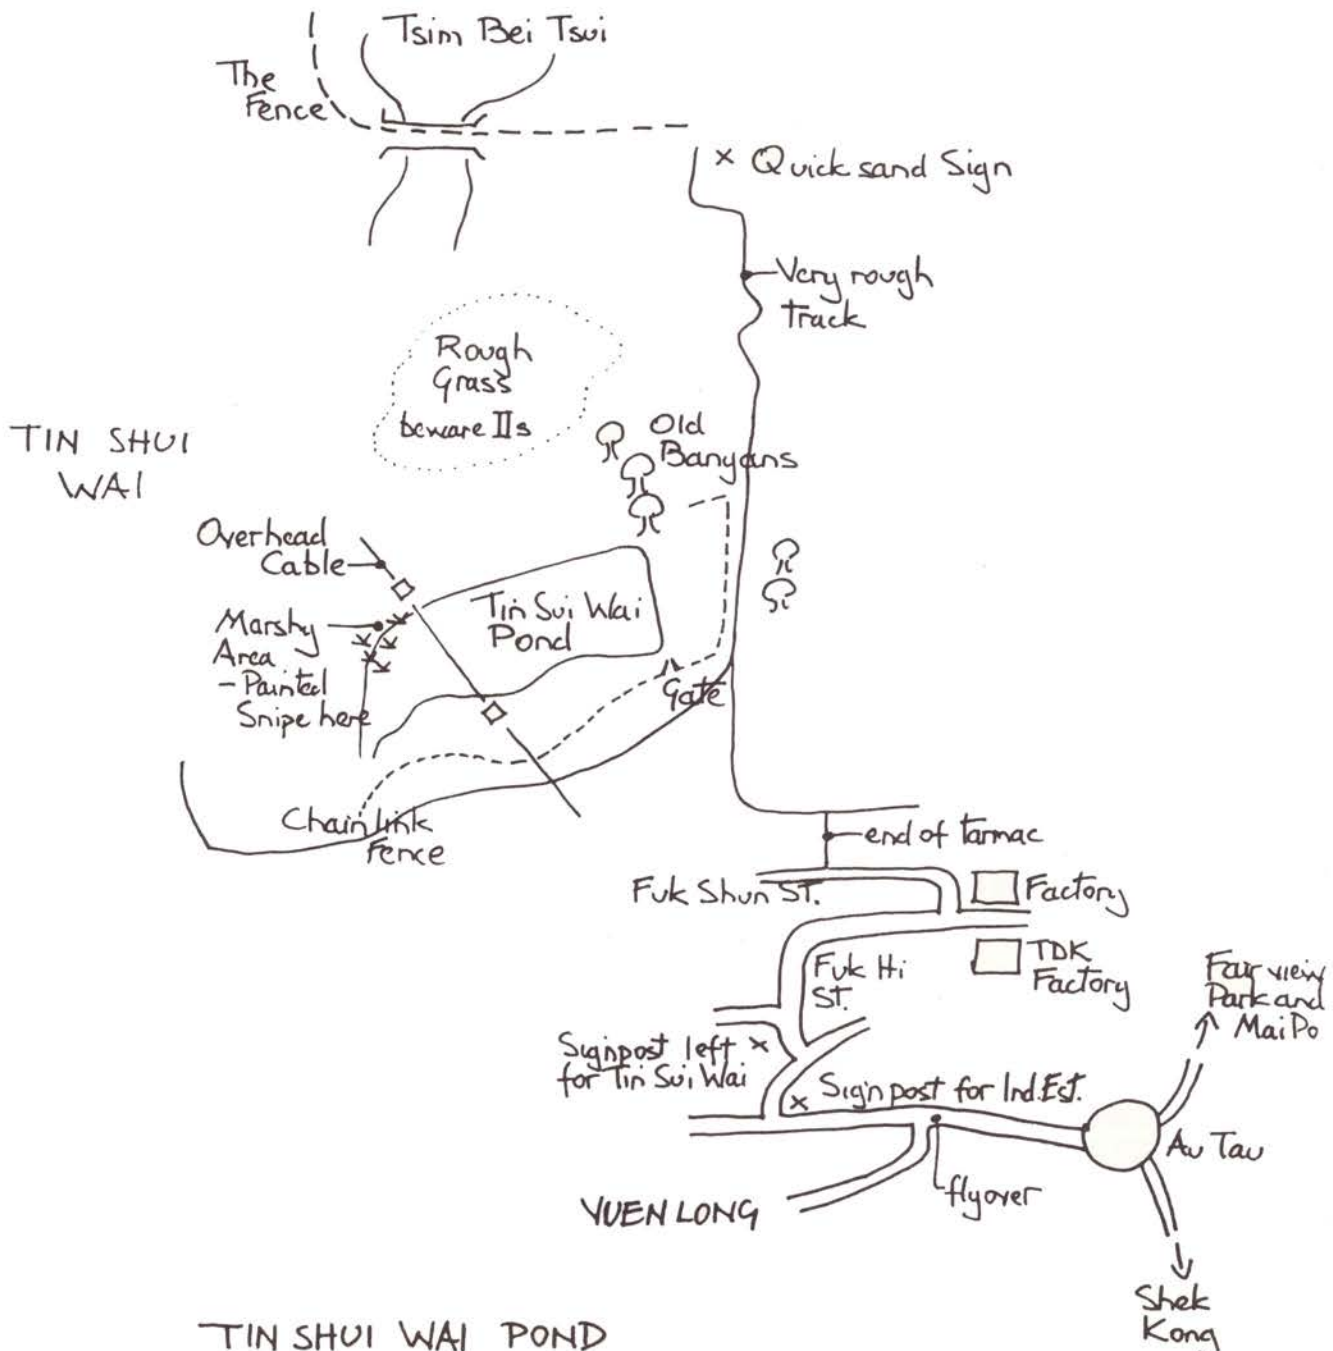 Tsim Bei Tsui
The
Fence
× Quicksand Sign
Very rough
track
Rough
Grass
beware IIs
TIN SHUI
WAI
Old
Banyans
Overhead
Cable
Marshy
Area
- Painted
Snipe here
Tin Sui Wai
Pond
Gate
Chain link
Fence
end of tarmac
Fuk Shun ST.
Factory
TDK
Factory
Fuk Hi
ST.
Fair view
Park and
Mai Po
Signpost left ×
for Tin Sui Wai
× Sign post for Ind. Est.
Au Tau
flyover
YUEN LONG
Shek
Kong
TIN SHUI WAI POND